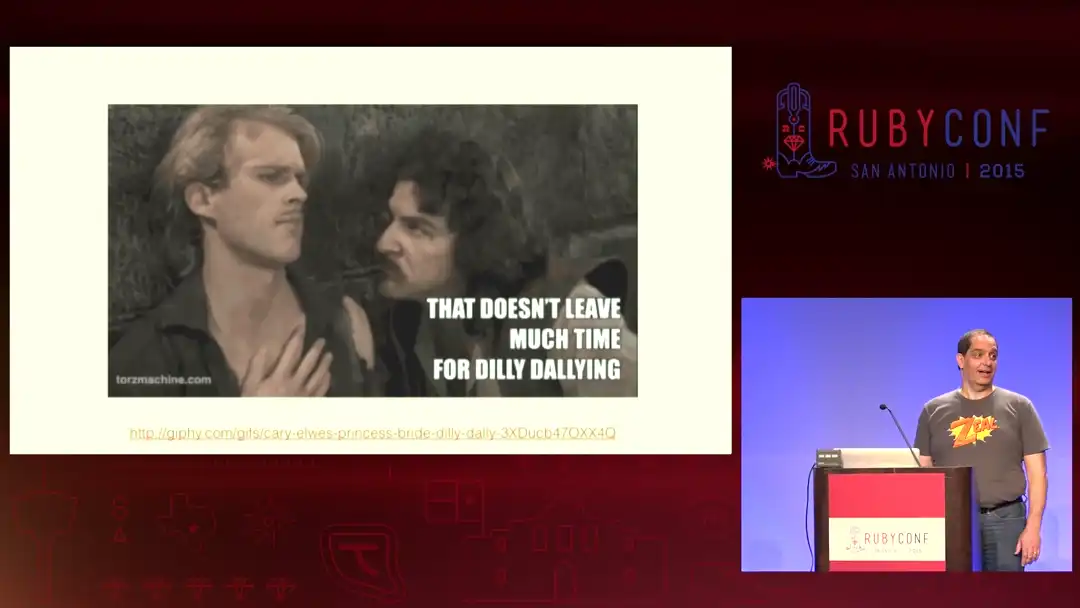 THAT DOESN'T LEAVE
MUCH TIME
FOR DILLY DALLYING
torzmachine.com
http://giphy.com/gifs/cary-elwes-princess-bride-dilly-dally-3XDucb47OXX4Q
RUBYCONF
SAN ANTONIO | 2015
ZEAL
RUBYCONF